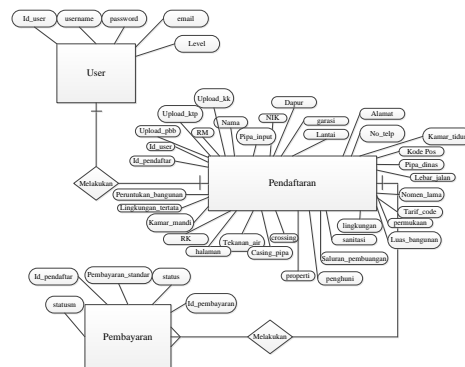 Id_user
username
password
email
Level
User
Upload_kk
Upload_ktp
Nama
Dapur
NIK
Pipa_input
garasi
Alamat
Upload_pbb
RM
Lantai
No_telp
Kamar_tidur
Id_user
Id_pendaftar
Kode Pos
Pipa_dinas
Lebar_jalan
Pendaftaran
Melakukan
Peruntukan_bangunan
Lingkungan_tertata
Kamar_mandi
RK
halaman
Tekanan_air
crossing
Casing_pipa
properti
penghuni
Saluran_pembuangan
sanitasi
lingkungan
Nomen_lama
Tarif_code
permukaan
Luas_bangunan
Id_pendaftar
Pembayaran_standar
status
statusm
Id_pembayaran
Pembayaran
Melakukan